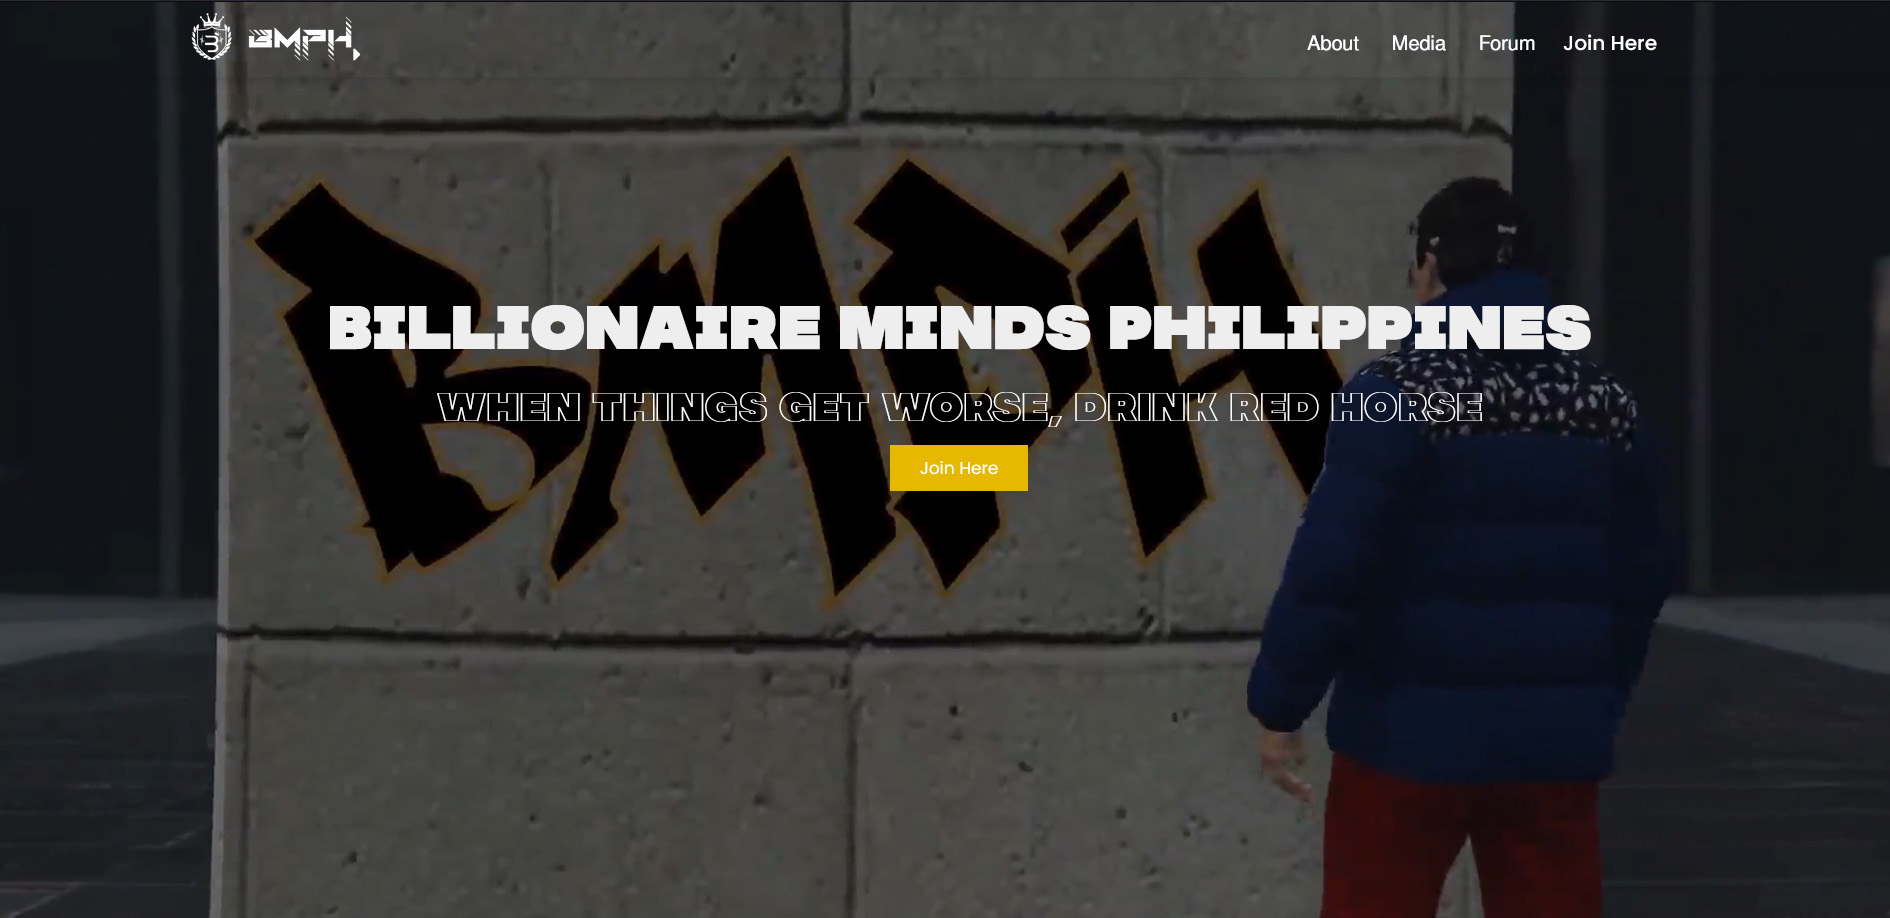 BMPH
About Media Forum Join Here
BMPH
BILLIONAIRE MINDS PHILIPPINES
WHEN THINGS GET WORSE, DRINK RED HORSE
Join Here